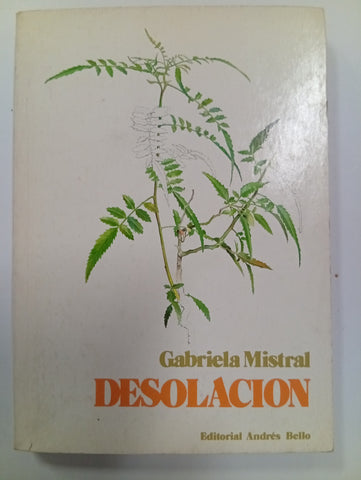 Gabriela Mistral
DESOLACION
Editorial Andrés Bello